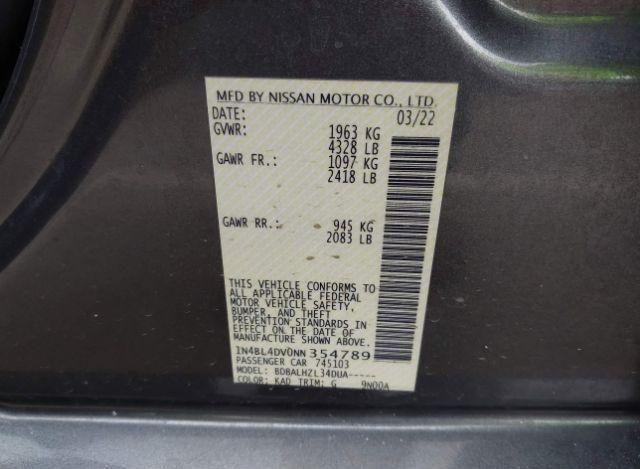 MFD BY NISSAN MOTOR CO., LTD.
DATE: 03/22
GVWR: 1963 KG
4328 LB
GAWR FR.: 1097 KG
2418 LB
GAWR RR.: 945 KG
2083 LB
THIS VEHICLE CONFORMS TO
ALL APPLICABLE FEDERAL
MOTOR VEHICLE SAFETY,
BUMPER, AND THEFT
PREVENTION STANDARDS IN
EFFECT ON THE DATE OF
MANUFACTURE SHOWN ABOVE.
1N4BL4DV0NN 354789
PASSENGER CAR 745103
MODEL: BDBALHZL34DUA-----
COLOR: KAD TRIM: G 9N00A